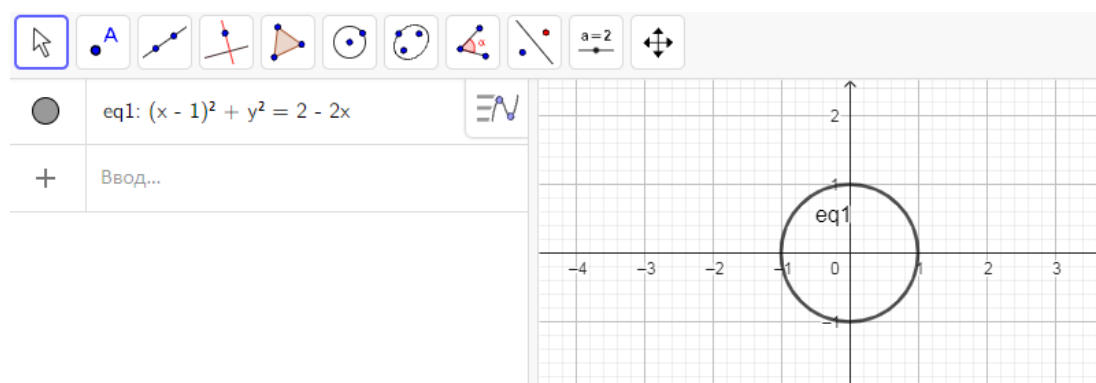 A
α
a=2
eq1: (x - 1)² + y² = 2 - 2x
Ввод...
2
1
eq1
–4 –3 –2 –1 0 1 2 3
–1